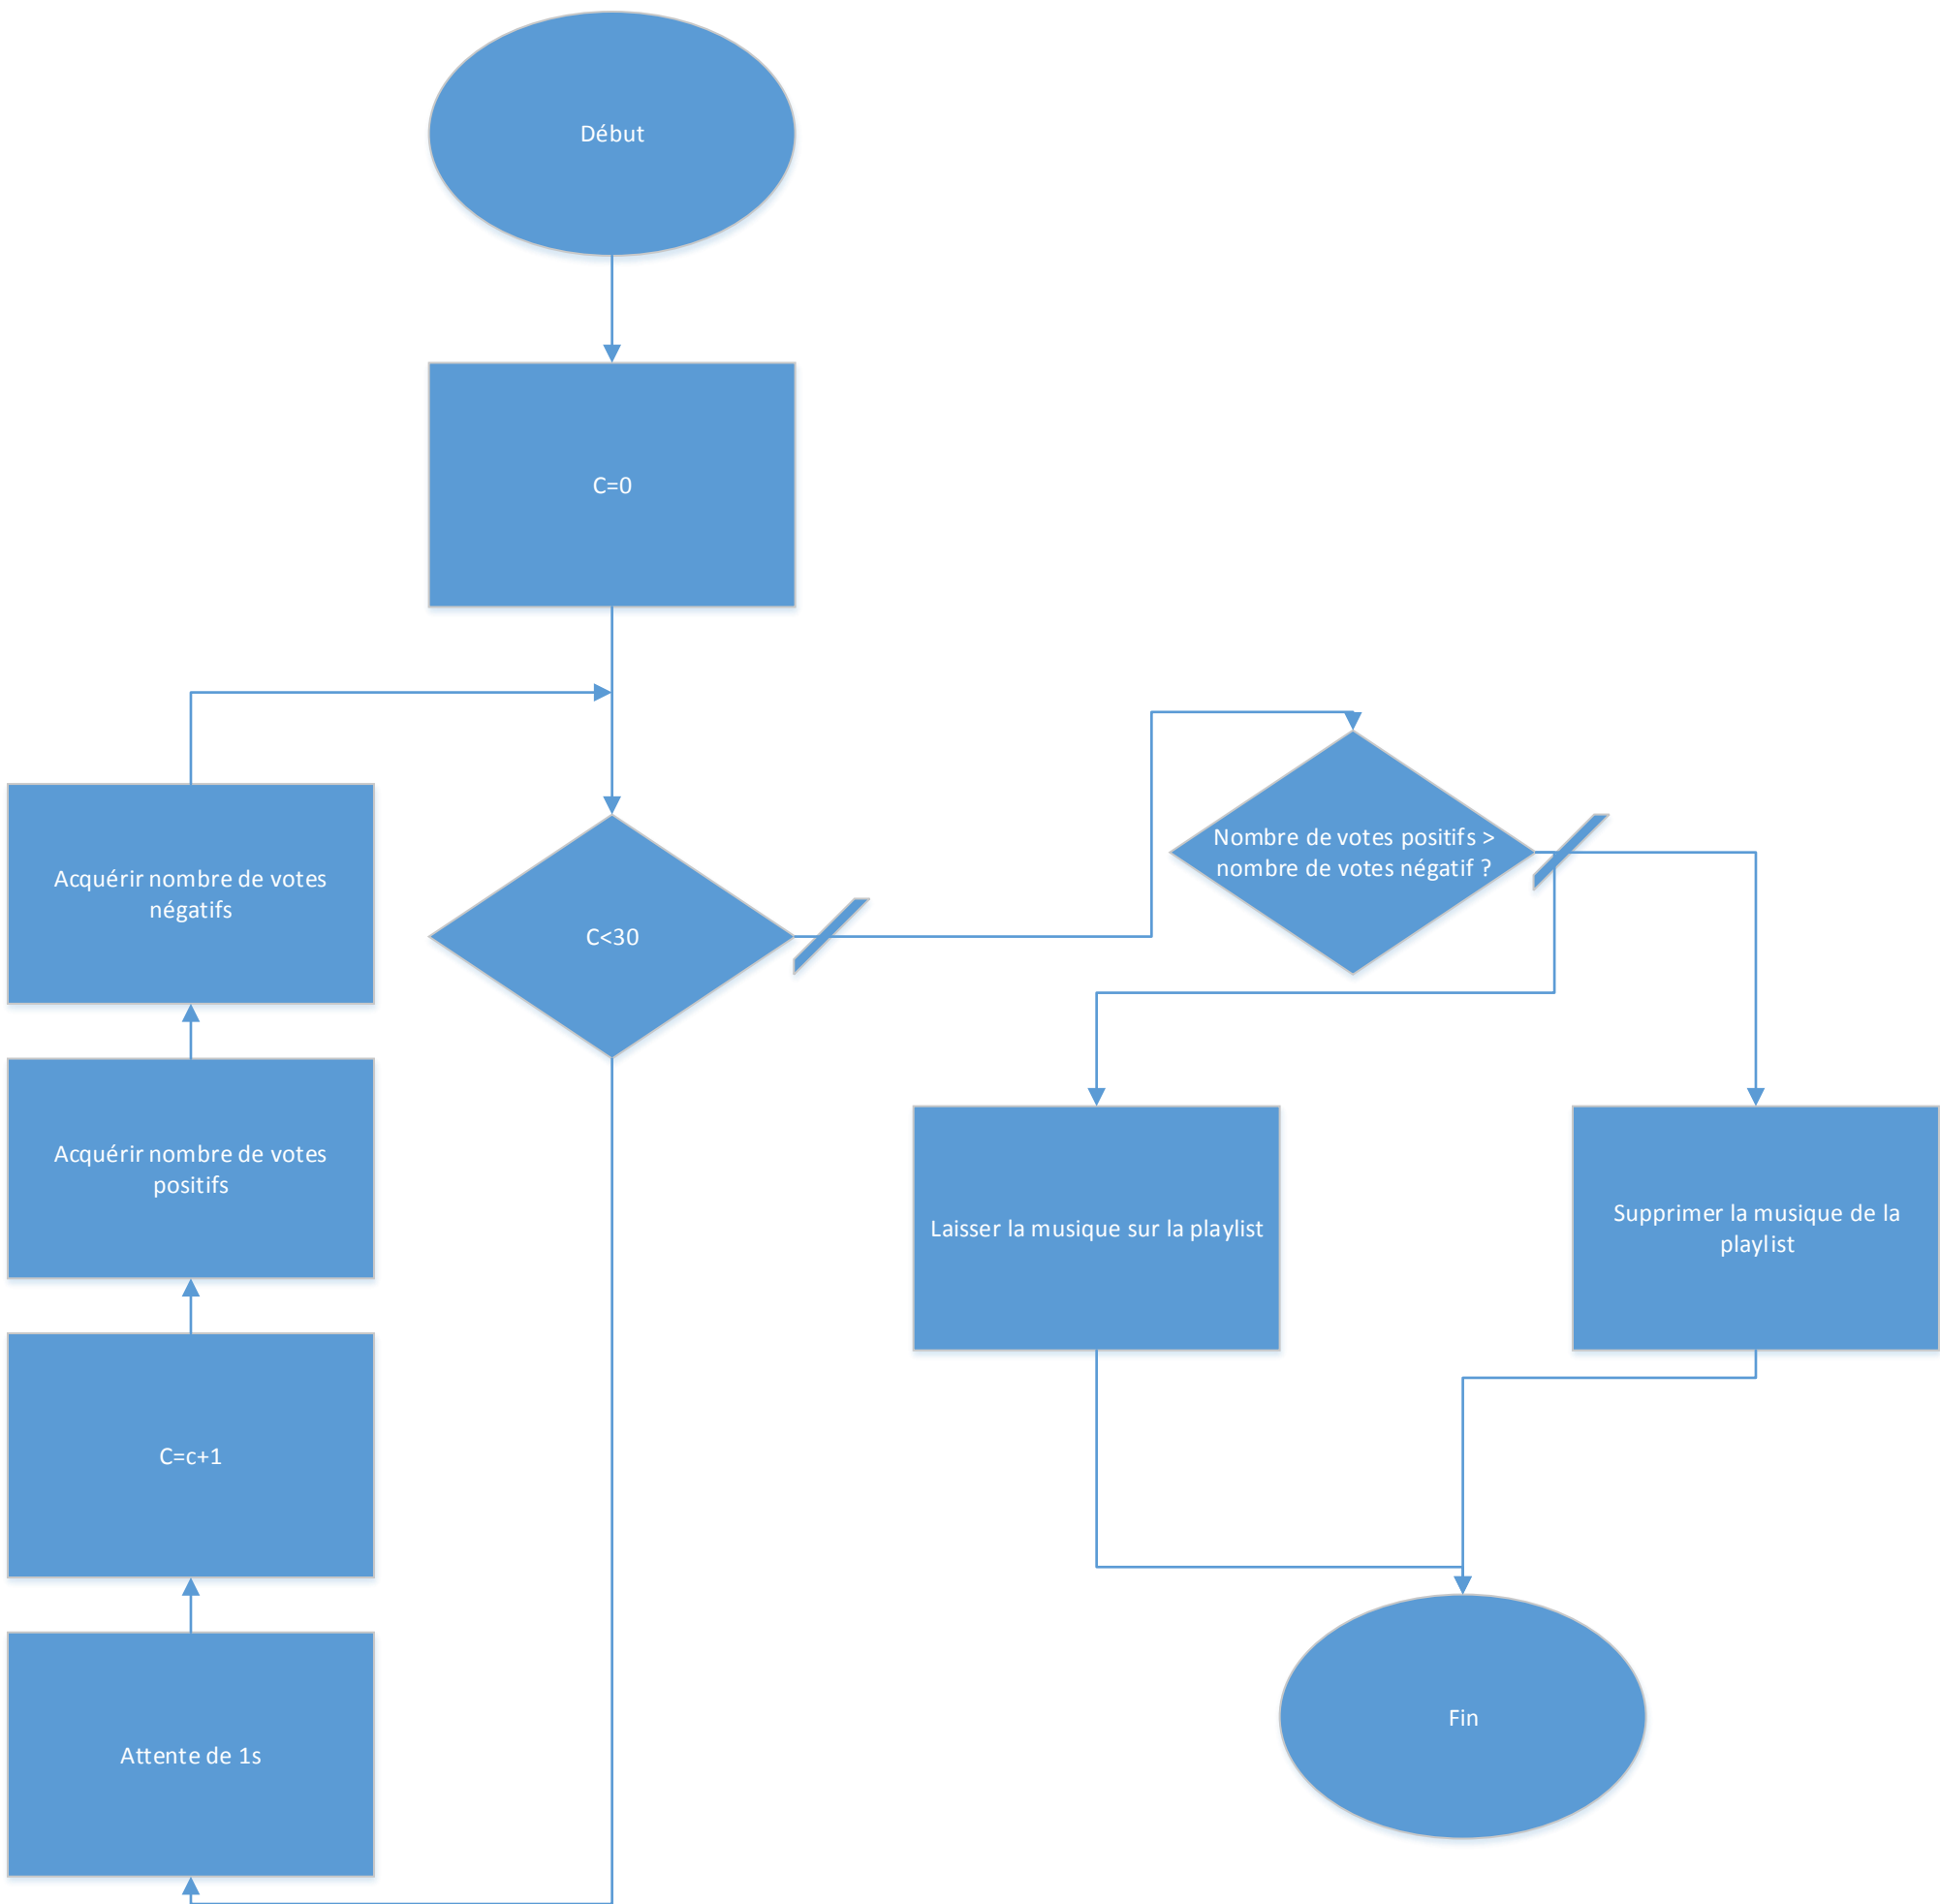 Début
C=0
C<30
Acquérir nombre de votes
négatifs
Acquérir nombre de votes
positifs
C=c+1
Attente de 1s
Nombre de votes positifs >
nombre de votes négatif ?
Laisser la musique sur la playlist
Supprimer la musique de la
playlist
Fin